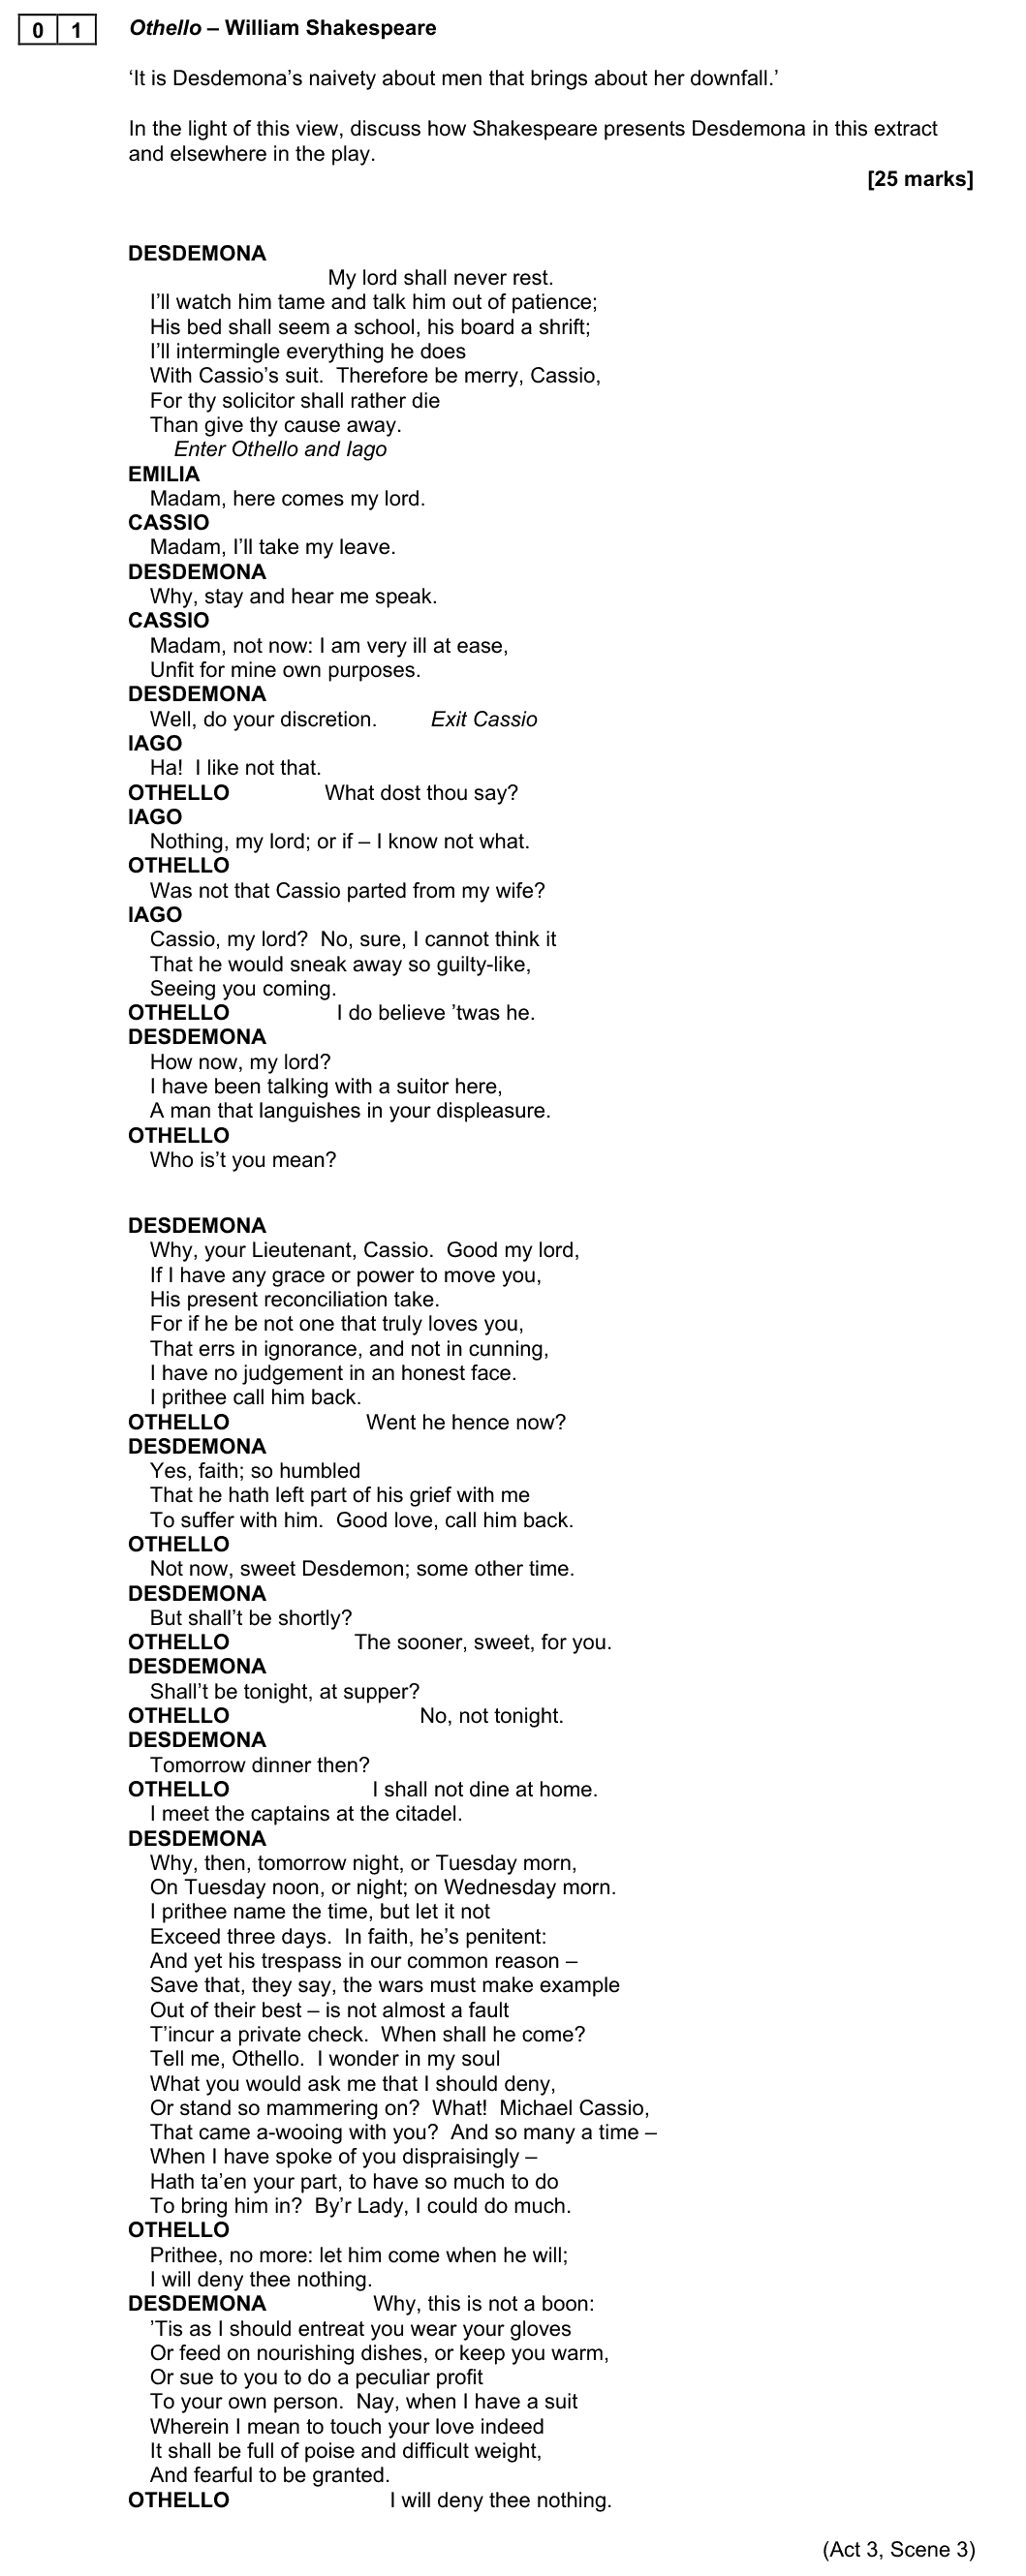 0 1 Othello – William Shakespeare
‘It is Desdemona’s naivety about men that brings about her downfall.’
In the light of this view, discuss how Shakespeare presents Desdemona in this extract
and elsewhere in the play.
[25 marks]
DESDEMONA
My lord shall never rest.
I’ll watch him tame and talk him out of patience;
His bed shall seem a school, his board a shrift;
I’ll intermingle everything he does
With Cassio’s suit. Therefore be merry, Cassio,
For thy solicitor shall rather die
Than give thy cause away.
Enter Othello and Iago
EMILIA
Madam, here comes my lord.
CASSIO
Madam, I’ll take my leave.
DESDEMONA
Why, stay and hear me speak.
CASSIO
Madam, not now: I am very ill at ease,
Unfit for mine own purposes.
DESDEMONA
Well, do your discretion. Exit Cassio
IAGO
Ha! I like not that.
OTHELLO What dost thou say?
IAGO
Nothing, my lord; or if – I know not what.
OTHELLO
Was not that Cassio parted from my wife?
IAGO
Cassio, my lord? No, sure, I cannot think it
That he would sneak away so guilty-like,
Seeing you coming.
OTHELLO I do believe ’twas he.
DESDEMONA
How now, my lord?
I have been talking with a suitor here,
A man that languishes in your displeasure.
OTHELLO
Who is’t you mean?
DESDEMONA
Why, your Lieutenant, Cassio. Good my lord,
If I have any grace or power to move you,
His present reconciliation take.
For if he be not one that truly loves you,
That errs in ignorance, and not in cunning,
I have no judgement in an honest face.
I prithee call him back.
OTHELLO Went he hence now?
DESDEMONA
Yes, faith; so humbled
That he hath left part of his grief with me
To suffer with him. Good love, call him back.
OTHELLO
Not now, sweet Desdemon; some other time.
DESDEMONA
But shall’t be shortly?
OTHELLO The sooner, sweet, for you.
DESDEMONA
Shall’t be tonight, at supper?
OTHELLO No, not tonight.
DESDEMONA
Tomorrow dinner then?
OTHELLO I shall not dine at home.
I meet the captains at the citadel.
DESDEMONA
Why, then, tomorrow night, or Tuesday morn,
On Tuesday noon, or night; on Wednesday morn.
I prithee name the time, but let it not
Exceed three days. In faith, he’s penitent:
And yet his trespass in our common reason –
Save that, they say, the wars must make example
Out of their best – is not almost a fault
T’incur a private check. When shall he come?
Tell me, Othello. I wonder in my soul
What you would ask me that I should deny,
Or stand so mammering on? What! Michael Cassio,
That came a-wooing with you? And so many a time –
When I have spoke of you dispraisingly –
Hath ta’en your part, to have so much to do
To bring him in? By’r Lady, I could do much.
OTHELLO
Prithee, no more: let him come when he will;
I will deny thee nothing.
DESDEMONA Why, this is not a boon:
’Tis as I should entreat you wear your gloves
Or feed on nourishing dishes, or keep you warm,
Or sue to you to do a peculiar profit
To your own person. Nay, when I have a suit
Wherein I mean to touch your love indeed
It shall be full of poise and difficult weight,
And fearful to be granted.
OTHELLO I will deny thee nothing.
(Act 3, Scene 3)